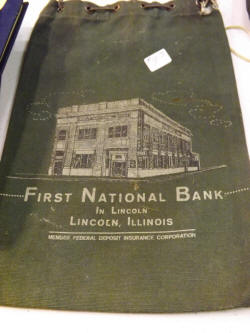 First National Bank
In Lincoln
Lincoln, Illinois
Member Federal Deposit Insurance Corporation